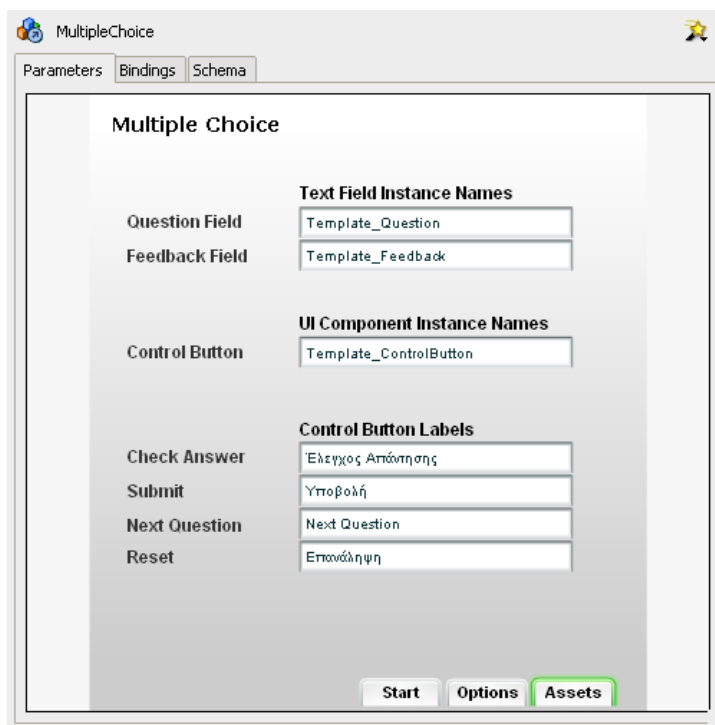 MultipleChoice
Parameters Bindings Schema
Multiple Choice
Text Field Instance Names
Question Field Template_Question
Feedback Field Template_Feedback
UI Component Instance Names
Control Button Template_ControlButton
Control Button Labels
Check Answer Έλεγχος Απάντησης
Submit Υποβολή
Next Question Next Question
Reset Επανάληψη
Start Options Assets